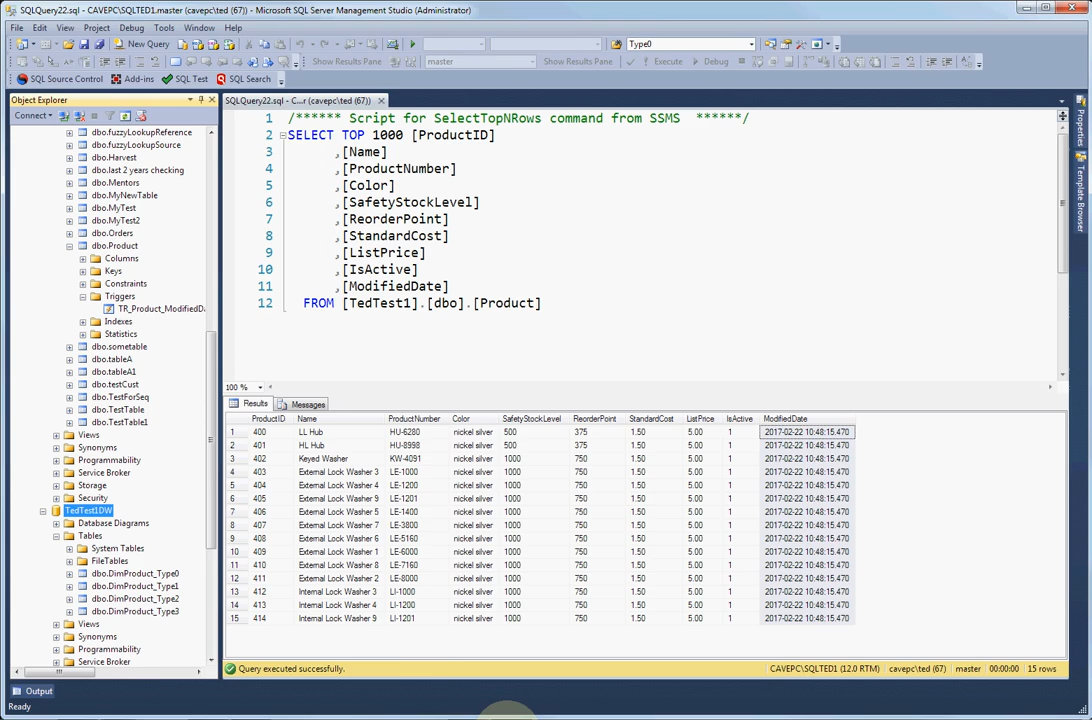 SQLQuery22.sql - CAVEPC\SQLTED1.master (cavepc\ted (67)) - Microsoft SQL Server Management Studio (Administrator)
File Edit View Project Debug Tools Window Help
New Query Type0
Show Results Pane master Show Results Pane Execute Debug
SQL Source Control Add-ins SQL Test SQL Search
Object Explorer
Connect
dbo.fuzzyLookupReference
dbo.fuzzyLookupSource
dbo.Harvest
dbo.last 2 years checking
dbo.Mentors
dbo.MyNewTable
dbo.MyTest
dbo.MyTest2
dbo.Orders
dbo.Product
Columns
Keys
Constraints
Triggers
TR_Product_ModifiedDa
Indexes
Statistics
dbo.sometable
dbo.tableA
dbo.tableA1
dbo.testCust
dbo.TestForSeq
dbo.TestTable
dbo.TestTable1
Views
Synonyms
Programmability
Service Broker
Storage
Security
TedTest1DW
Database Diagrams
Tables
System Tables
FileTables
dbo.DimProduct_Type0
dbo.DimProduct_Type1
dbo.DimProduct_Type2
dbo.DimProduct_Type3
Views
Synonyms
Programmability
Service Broker
SQLQuery22.sql - C...r (cavepc\ted (67))
1 /****** Script for SelectTopNRows command from SSMS ******/
2 SELECT TOP 1000 [ProductID]
3 ,[Name]
4 ,[ProductNumber]
5 ,[Color]
6 ,[SafetyStockLevel]
7 ,[ReorderPoint]
8 ,[StandardCost]
9 ,[ListPrice]
10 ,[IsActive]
11 ,[ModifiedDate]
12 FROM [TedTest1].[dbo].[Product]
100 %
Results Messages
ProductID Name ProductNumber Color SafetyStockLevel ReorderPoint StandardCost ListPrice IsActive ModifiedDate
1 400 LL Hub HU-6280 nickel silver 500 375 1.50 5.00 1 2017-02-22 10:48:15.470
2 401 HL Hub HU-8998 nickel silver 500 375 1.50 5.00 1 2017-02-22 10:48:15.470
3 402 Keyed Washer KW-4091 nickel silver 1000 750 1.50 5.00 1 2017-02-22 10:48:15.470
4 403 External Lock Washer 3 LE-1000 nickel silver 1000 750 1.50 5.00 1 2017-02-22 10:48:15.470
5 404 External Lock Washer 4 LE-1200 nickel silver 1000 750 1.50 5.00 1 2017-02-22 10:48:15.470
6 405 External Lock Washer 9 LE-1201 nickel silver 1000 750 1.50 5.00 1 2017-02-22 10:48:15.470
7 406 External Lock Washer 5 LE-1400 nickel silver 1000 750 1.50 5.00 1 2017-02-22 10:48:15.470
8 407 External Lock Washer 7 LE-3800 nickel silver 1000 750 1.50 5.00 1 2017-02-22 10:48:15.470
9 408 External Lock Washer 6 LE-5160 nickel silver 1000 750 1.50 5.00 1 2017-02-22 10:48:15.470
10 409 External Lock Washer 1 LE-6000 nickel silver 1000 750 1.50 5.00 1 2017-02-22 10:48:15.470
11 410 External Lock Washer 8 LE-7160 nickel silver 1000 750 1.50 5.00 1 2017-02-22 10:48:15.470
12 411 External Lock Washer 2 LE-8000 nickel silver 1000 750 1.50 5.00 1 2017-02-22 10:48:15.470
13 412 Internal Lock Washer 3 LI-1000 nickel silver 1000 750 1.50 5.00 1 2017-02-22 10:48:15.470
14 413 Internal Lock Washer 4 LI-1200 nickel silver 1000 750 1.50 5.00 1 2017-02-22 10:48:15.470
15 414 Internal Lock Washer 9 LI-1201 nickel silver 1000 750 1.50 5.00 1 2017-02-22 10:48:15.470
Query executed successfully. CAVEPC\SQLTED1 (12.0 RTM) cavepc\ted (67) master 00:00:00 15 rows
Properties
Template Browser
Output
Ready